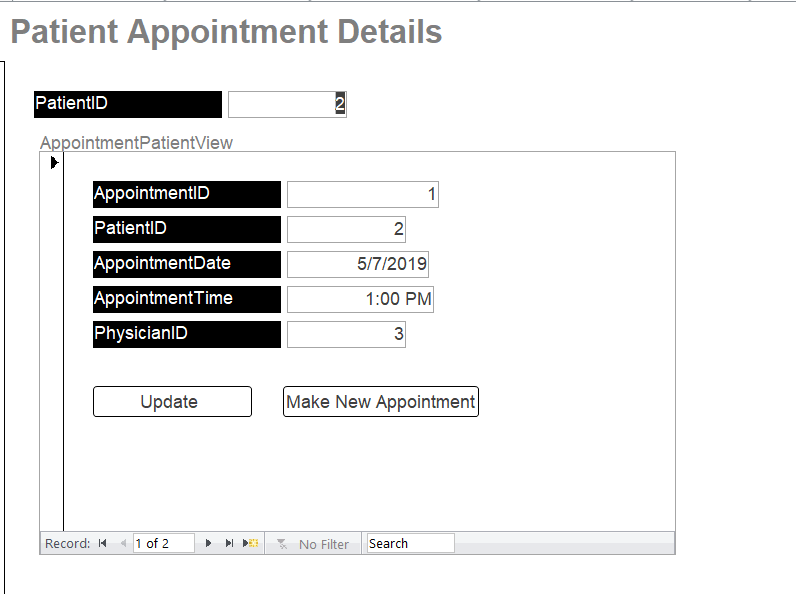 Patient Appointment Details
PatientID 2
AppointmentPatientView
AppointmentID 1
PatientID 2
AppointmentDate 5/7/2019
AppointmentTime 1:00 PM
PhysicianID 3
Update Make New Appointment
Record: 1 of 2 No Filter Search